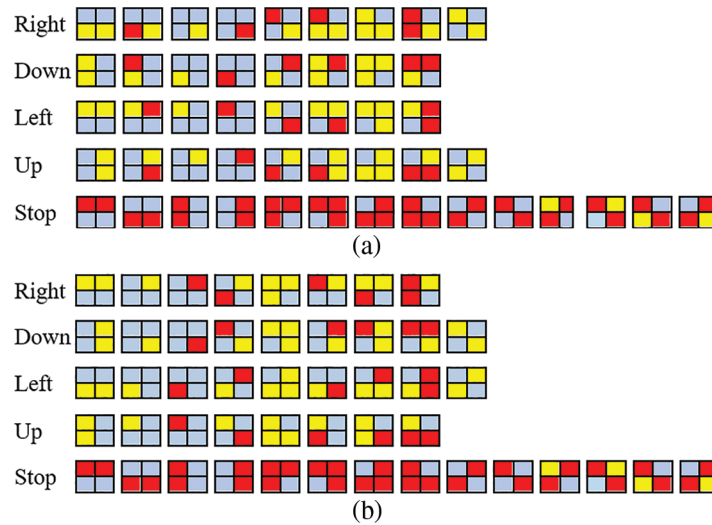 Right
Down
Left
Up
Stop
(a)
Right
Down
Left
Up
Stop
(b)